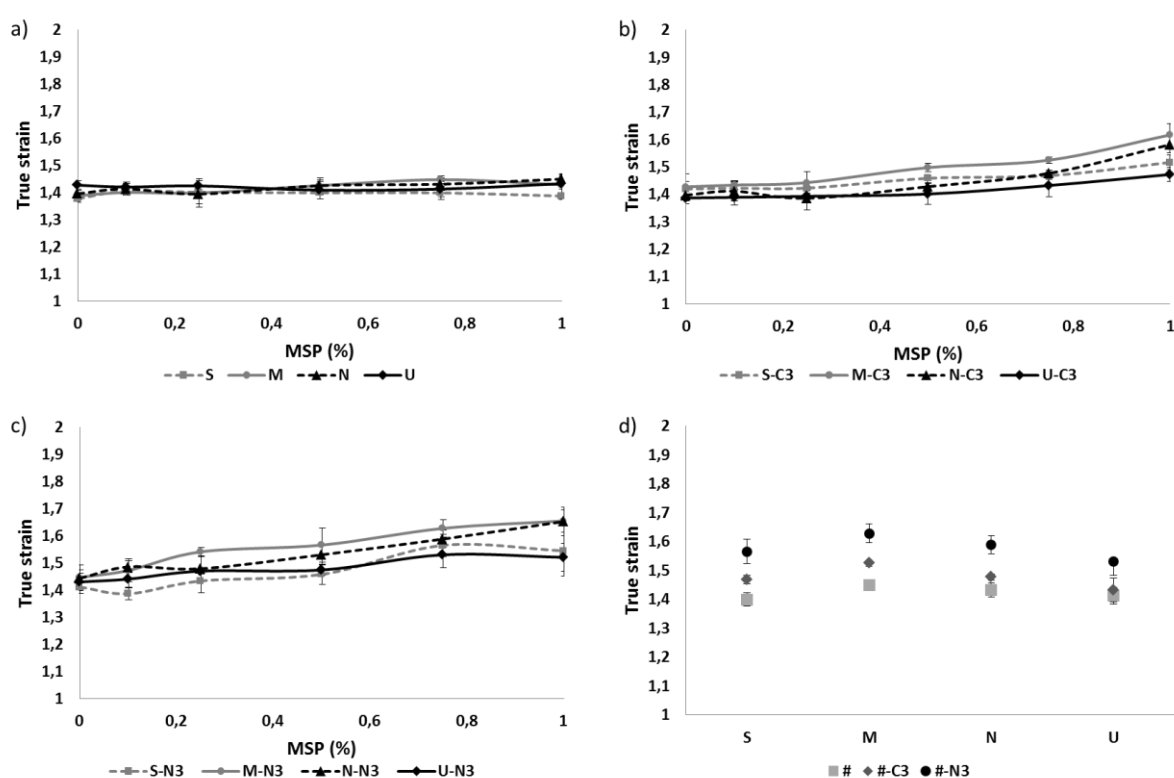 a)
2
1,9
1,8
1,7
1,6
1,5
1,4
1,3
1,2
1,1
1
True strain
0 0,2 0,4 0,6 0,8 1
MSP (%)
S M N U
b)
2
1,9
1,8
1,7
1,6
1,5
1,4
1,3
1,2
1,1
1
True strain
0 0,2 0,4 0,6 0,8 1
MSP (%)
S-C3 M-C3 N-C3 U-C3
c)
2
1,9
1,8
1,7
1,6
1,5
1,4
1,3
1,2
1,1
1
True strain
0 0,2 0,4 0,6 0,8 1
MSP (%)
S-N3 M-N3 N-N3 U-N3
d)
2
1,9
1,8
1,7
1,6
1,5
1,4
1,3
1,2
1,1
1
True strain
S M N U
# #-C3 #-N3